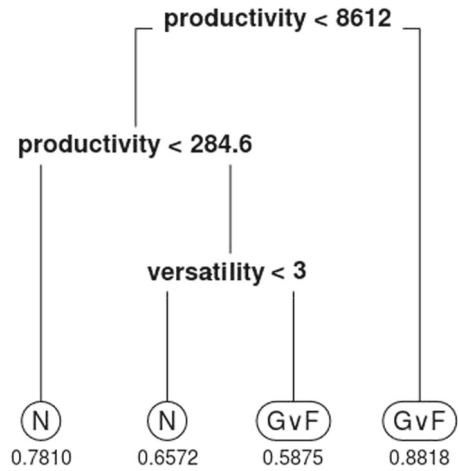 productivity < 8612
productivity < 284.6
versatility < 3
N N GvF GvF
0.7810 0.6572 0.5875 0.8818